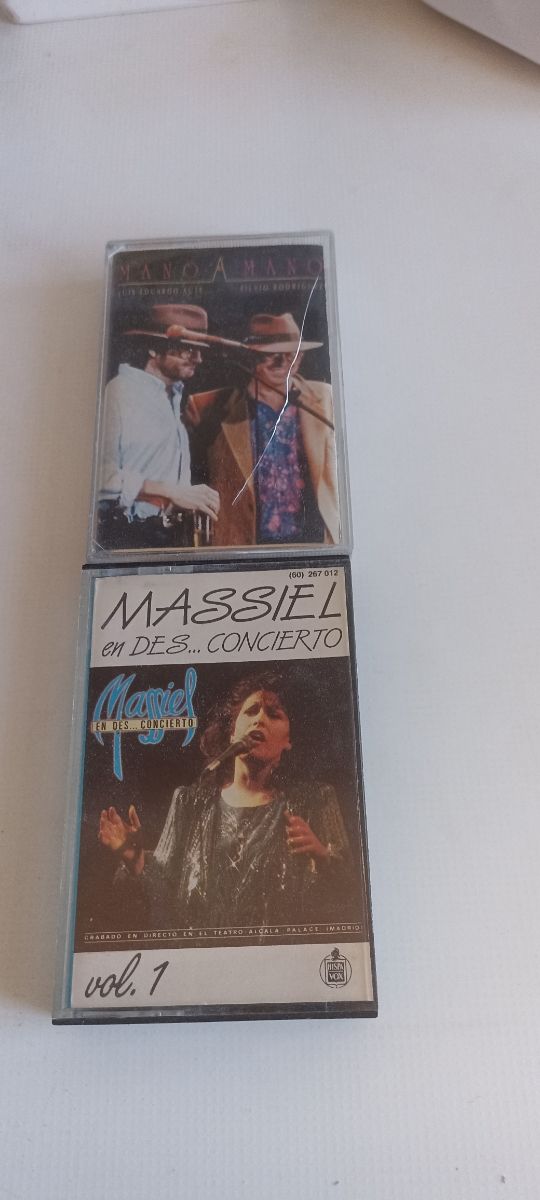 MANO A MANO
LUIS EDUARDO AUTE SILVIO RODRIGUEZ
(60) 267 012
MASSIEL
en DES... CONCIERTO
Massiel
EN DES... CONCIERTO
GRABADO EN DIRECTO EN EL TEATRO ALCALA PALACE (MADRID)
vol. 1
HISPA
VOX